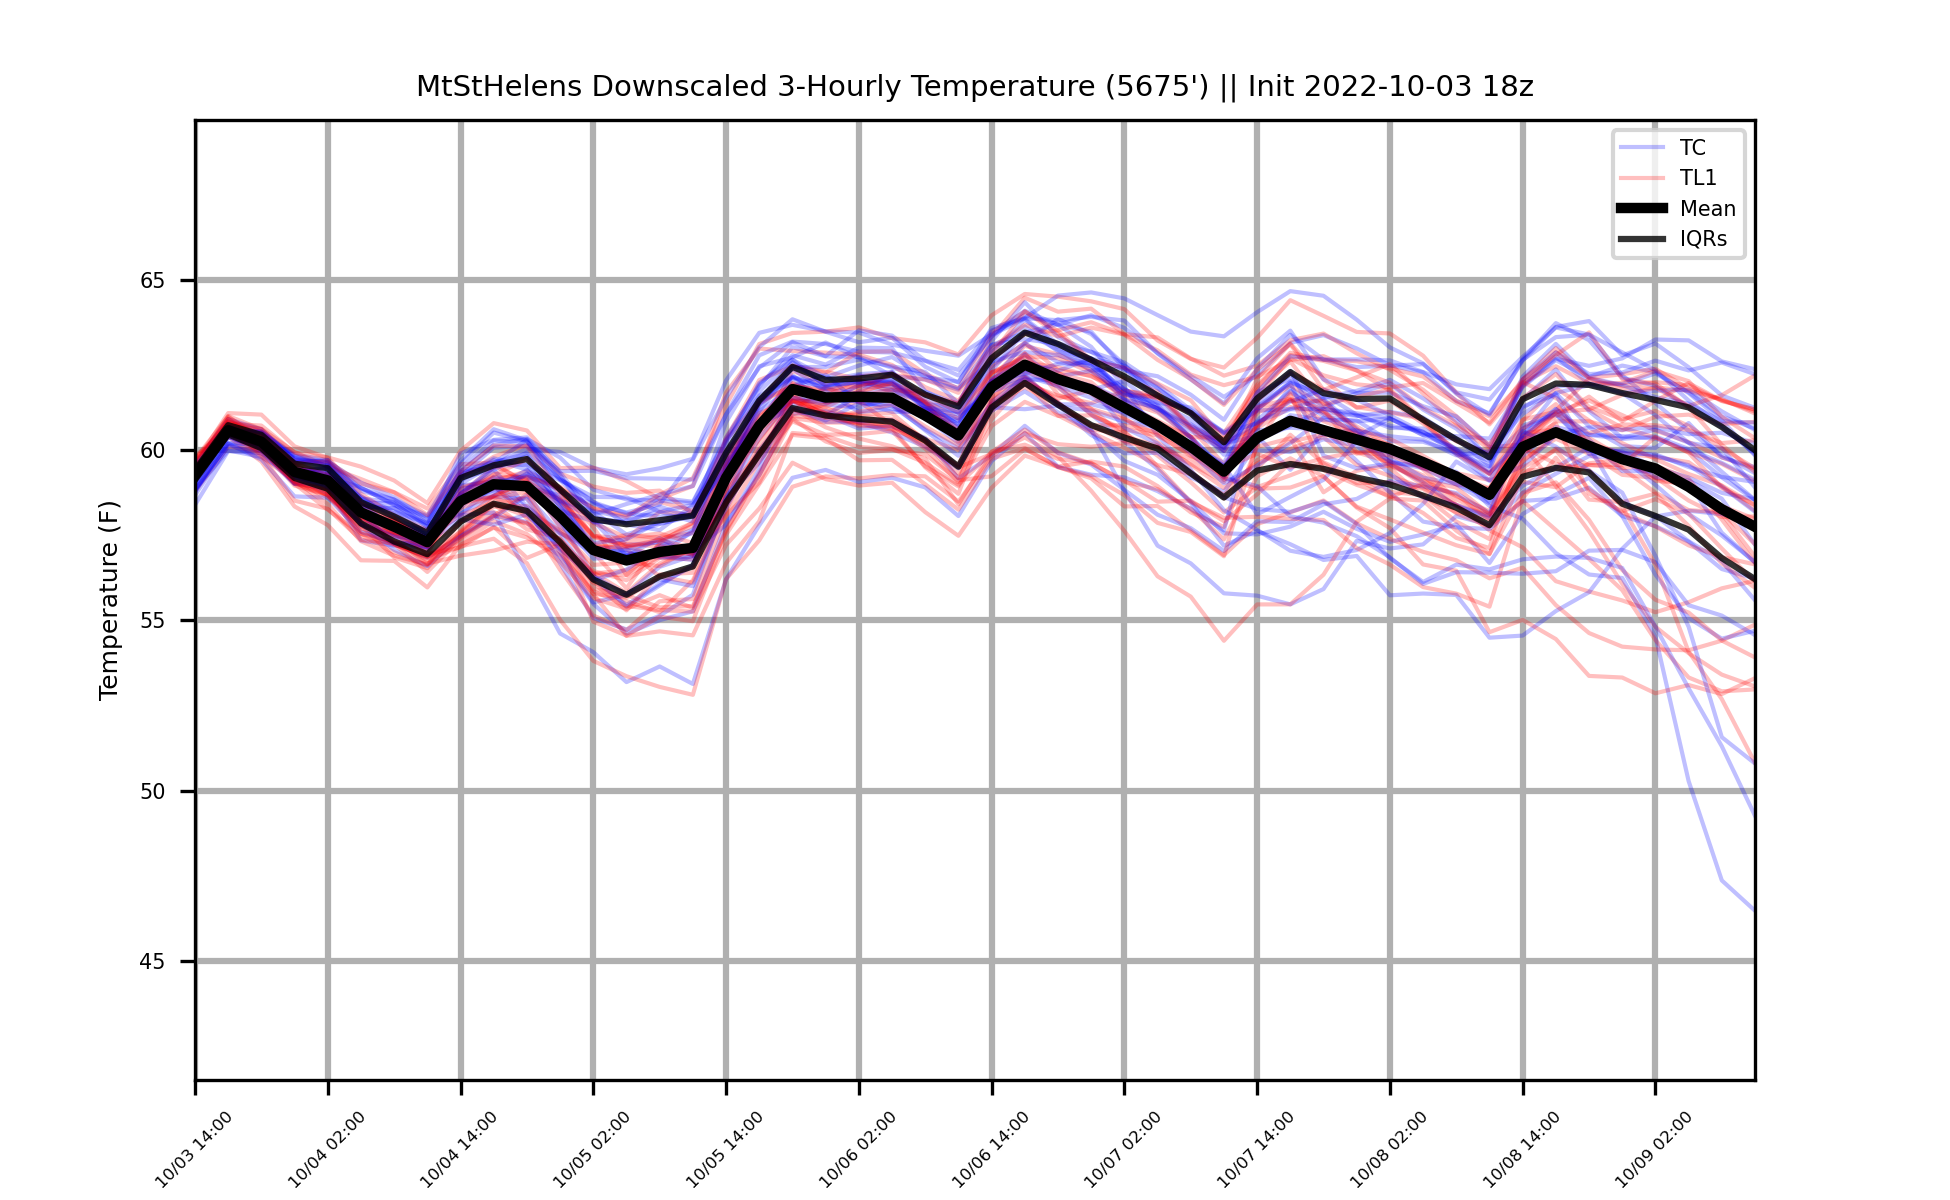 MtStHelens Downscaled 3-Hourly Temperature (5675') || Init 2022-10-03 18z
TC
TL1
Mean
IQRs
Temperature (F)
65
60
55
50
45
10/03 14:00
10/04 02:00
10/04 14:00
10/05 02:00
10/05 14:00
10/06 02:00
10/06 14:00
10/07 02:00
10/07 14:00
10/08 02:00
10/08 14:00
10/09 02:00